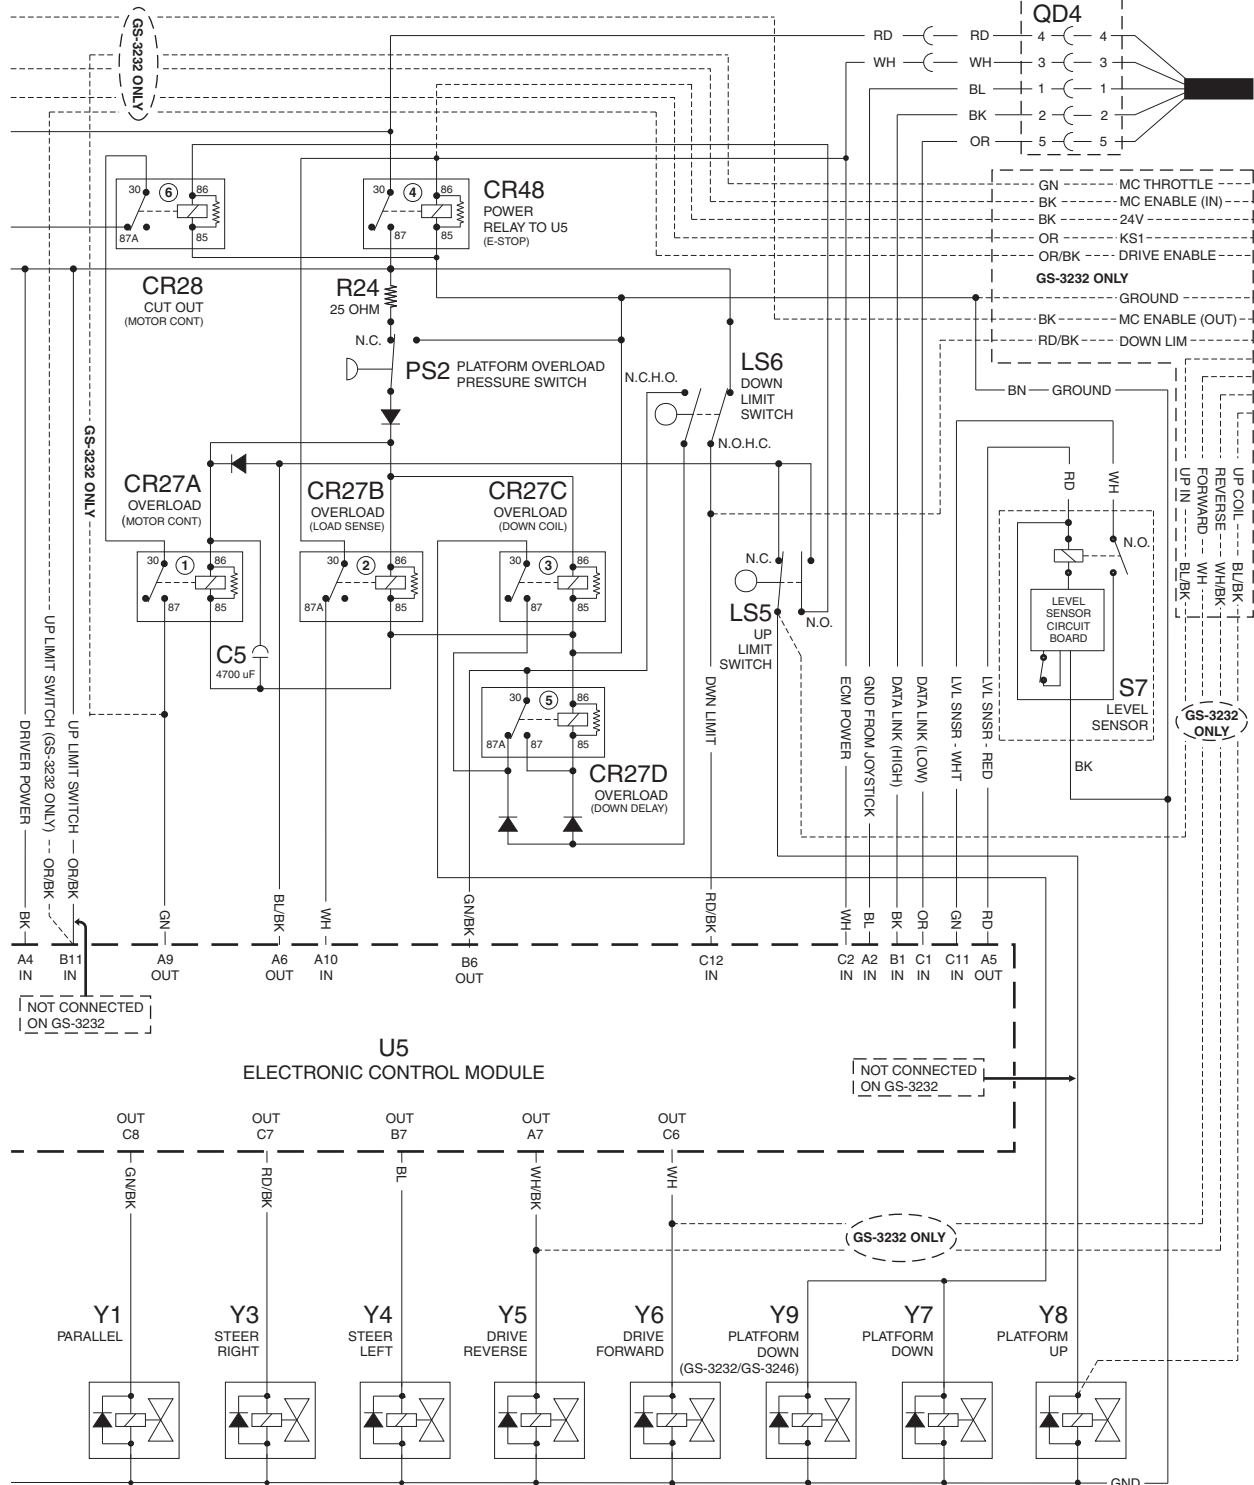 QD4
RD
RD
4
4
WH
WH
3
3
BL
1
1
BK
2
2
OR
5
5
GS-3232 ONLY
30
6
86
87A
85
CR28
CUT OUT
(MOTOR CONT)
30
4
86
87
85
CR48
POWER
RELAY TO U5
(E-STOP)
GN
MC THROTTLE
BK
MC ENABLE (IN)
BK
24V
OR
KS1
OR/BK
DRIVE ENABLE
GS-3232 ONLY
GROUND
BK
MC ENABLE (OUT)
RD/BK
DOWN LIM
R24
25 OHM
N.C.
PS2
PLATFORM OVERLOAD
PRESSURE SWITCH
N.C.H.O.
LS6
DOWN
LIMIT
SWITCH
N.O.H.C.
BN
GROUND
GS-3232 ONLY
CR27A
OVERLOAD
(MOTOR CONT)
30
1
86
87
85
C5
4700 uF
CR27B
OVERLOAD
(LOAD SENSE)
30
2
86
87A
85
CR27C
OVERLOAD
(DOWN COIL)
30
3
86
87
85
30
5
86
87A
87
85
CR27D
OVERLOAD
(DOWN DELAY)
N.C.
LS5
UP
LIMIT
SWITCH
N.O.
RD
WH
N.O.
LEVEL
SENSOR
CIRCUIT
BOARD
S7
LEVEL
SENSOR
BK
UP IN
BL/BK
FORWARD
WH
REVERSE
WH/BK
UP COIL
BL/BK
GS-3232
ONLY
DRIVER POWER
BK
UP LIMIT SWITCH (GS-3232 ONLY)
OR/BK
UP LIMIT SWITCH
OR/BK
GN
BL/BK
WH
GN/BK
DWN LIMIT
RD/BK
ECM POWER
WH
GND FROM JOYSTICK
BL
DATA LINK (HIGH)
BK
DATA LINK (LOW)
OR
LVL SNSR - WHT
GN
LVL SNSR - RED
RD
A4
IN
B11
IN
A9
OUT
A6
OUT
A10
IN
B6
OUT
C12
IN
C2
IN
A2
IN
B1
IN
C1
IN
C11
IN
A5
OUT
NOT CONNECTED
ON GS-3232
U5
ELECTRONIC CONTROL MODULE
NOT CONNECTED
ON GS-3232
OUT
C8
OUT
C7
OUT
B7
OUT
A7
OUT
C6
GN/BK
RD/BK
BL
WH/BK
WH
GS-3232 ONLY
Y1
PARALLEL
Y3
STEER
RIGHT
Y4
STEER
LEFT
Y5
DRIVE
REVERSE
Y6
DRIVE
FORWARD
Y9
PLATFORM
DOWN
(GS-3232/GS-3246)
Y7
PLATFORM
DOWN
Y8
PLATFORM
UP
GND